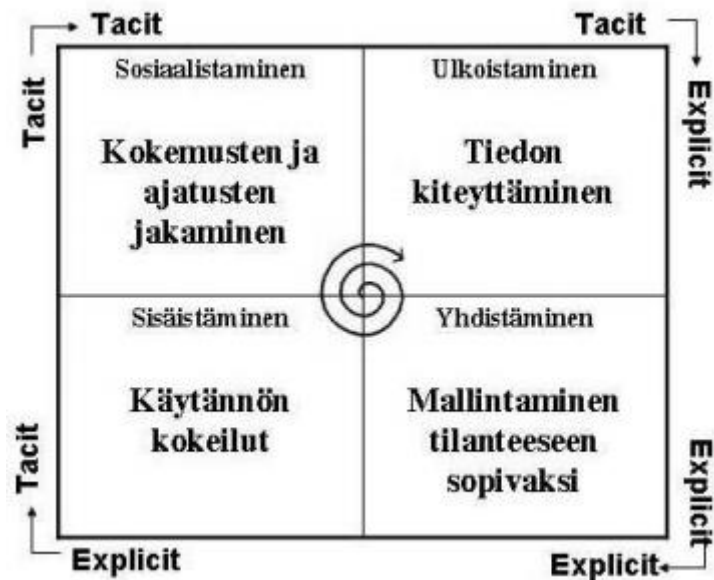 Tacit
Tacit
Tacit
Explicit
Sosiaalistaminen
Kokemusten ja
ajatusten
jakaminen
Ulkoistaminen
Tiedon
kiteyttäminen
Sisäistäminen
Käytännön
kokeilut
Yhdistäminen
Mallintaminen
tilanteeseen
sopivaksi
Tacit
Explicit
Explicit
Explicit